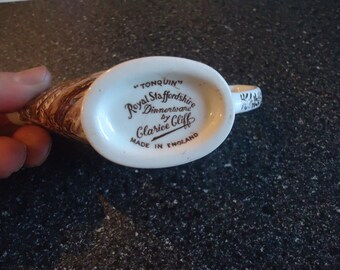 "TONQUIN"
Royal Staffordshire
Dinnerware
by
Clarice Cliff
MADE IN ENGLAND